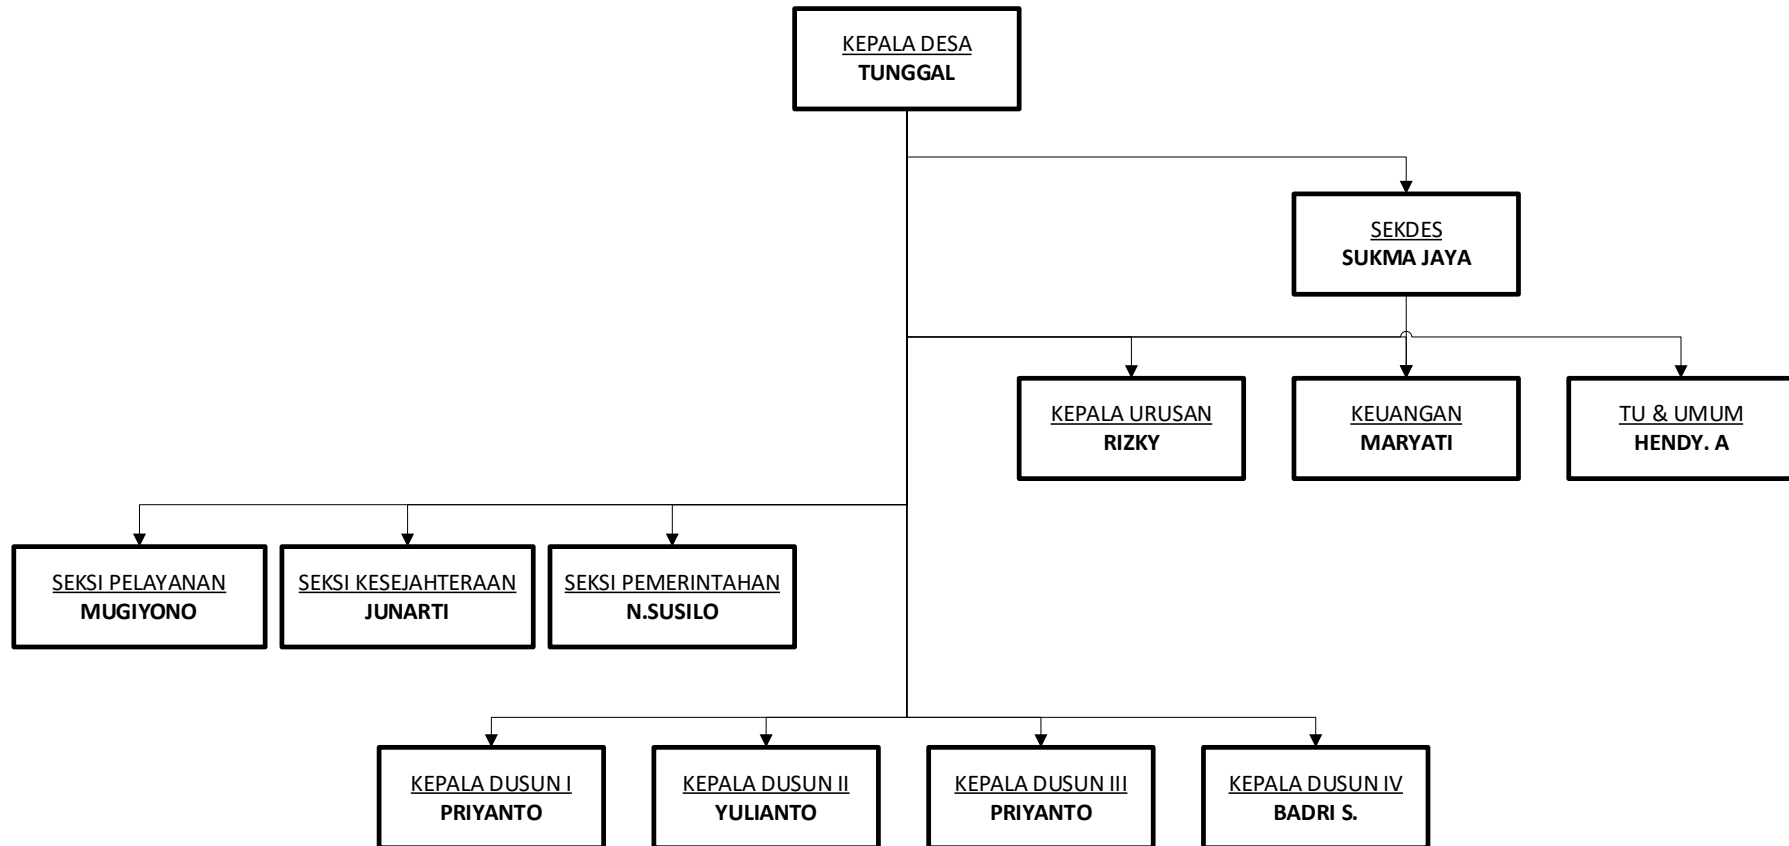 KEPALA DESA
TUNGGAL
SEKDES
SUKMA JAYA
KEPALA URUSAN
RIZKY
KEUANGAN
MARYATI
TU & UMUM
HENDY. A
SEKSI PELAYANAN
MUGIYONO
SEKSI KESEJAHTERAAN
JUNARTI
SEKSI PEMERINTAHAN
N.SUSILO
KEPALA DUSUN I
PRIYANTO
KEPALA DUSUN II
YULIANTO
KEPALA DUSUN III
PRIYANTO
KEPALA DUSUN IV
BADRI S.